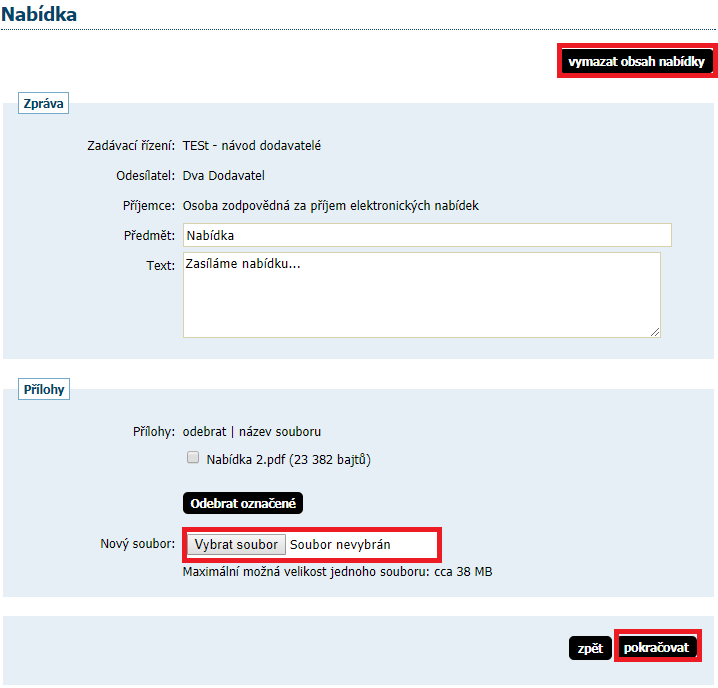 Nabídka
vymazat obsah nabídky
Zpráva
Zadávací řízení: TESt - návod dodavatelé
Odesílatel: Dva Dodavatel
Příjemce: Osoba zodpovědná za příjem elektronických nabídek
Předmět: Nabídka
Text: Zasíláme nabídku...
Přílohy
Přílohy: odebrat | název souboru
Nabídka 2.pdf (23 382 bajtů)
Odebrat označené
Nový soubor: Vybrat soubor Soubor nevybrán
Maximální možná velikost jednoho souboru: cca 38 MB
zpět pokračovat